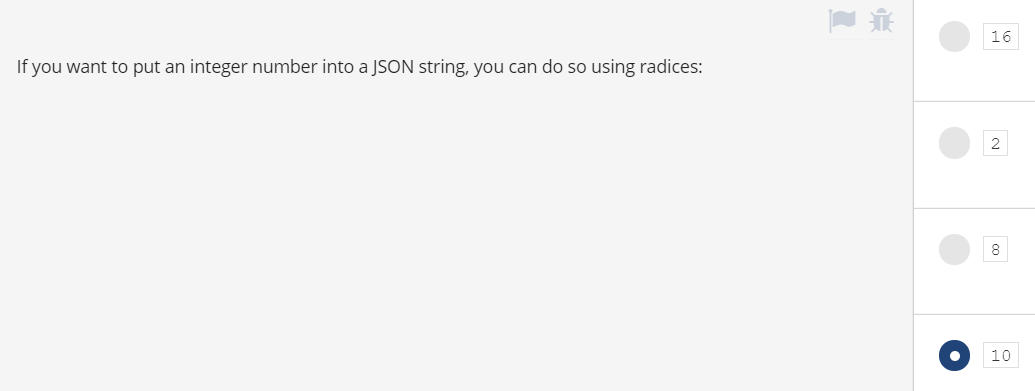 If you want to put an integer number into a JSON string, you can do so using radices:
16
2
8
10